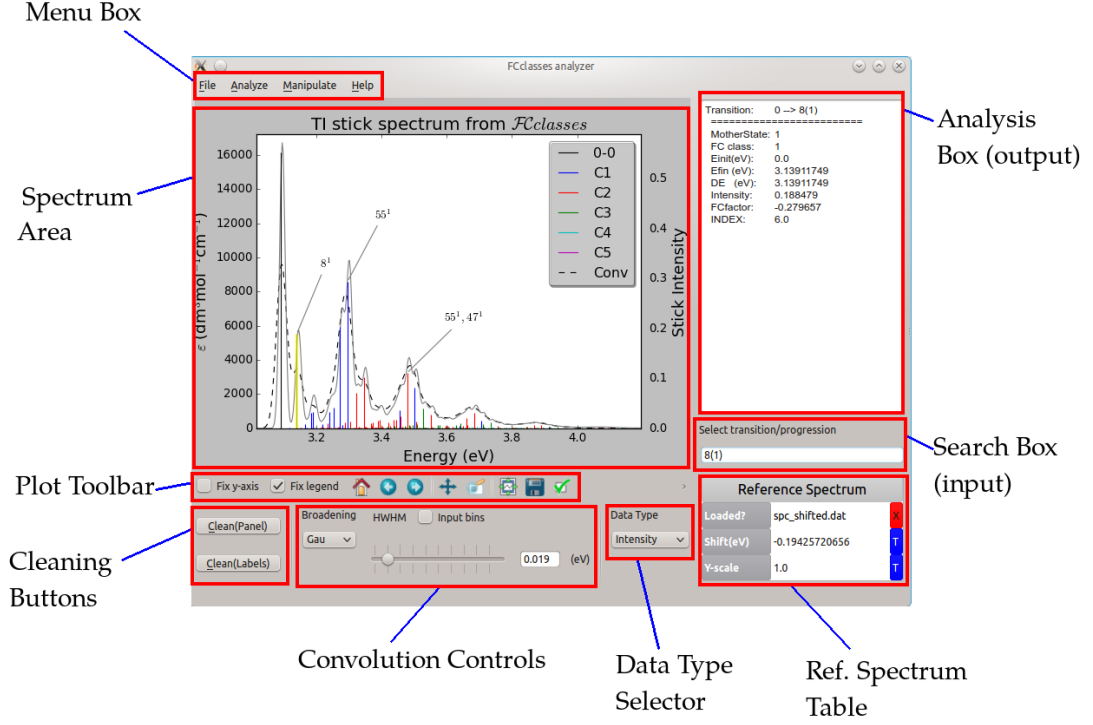 Menu Box
FCclasses analyzer
File Analyze Manipulate Help
TI stick spectrum from FCclasses
16000
14000
12000
10000
8000
6000
4000
2000
0
ε (dm³mol⁻¹cm⁻¹)
0-0
C1
C2
C3
C4
C5
Conv
8¹
55¹
55¹, 47¹
0.5
0.4
0.3
0.2
0.1
0.0
Stick Intensity
3.2 3.4 3.6 3.8 4.0
Energy (eV)
Spectrum
Area
Transition: 0 --> 8(1)
=========================
MotherState: 1
FC class: 1
Einit(eV): 0.0
Efin (eV): 3.13911749
DE (eV): 3.13911749
Intensity: 0.188479
FCfactor: -0.279657
INDEX: 6.0
Analysis
Box (output)
Select transition/progression
8(1)
Search Box
(input)
Plot Toolbar
Fix y-axis Fix legend
Clean(Panel)
Clean(Labels)
Cleaning
Buttons
Broadening HWHM Input bins
Gau
0.019 (eV)
Convolution Controls
Data Type
Intensity
Data Type
Selector
Reference Spectrum
Loaded? spc_shifted.dat X
Shift(eV) -0.19425720656 T
Y-scale 1.0 T
Ref. Spectrum
Table